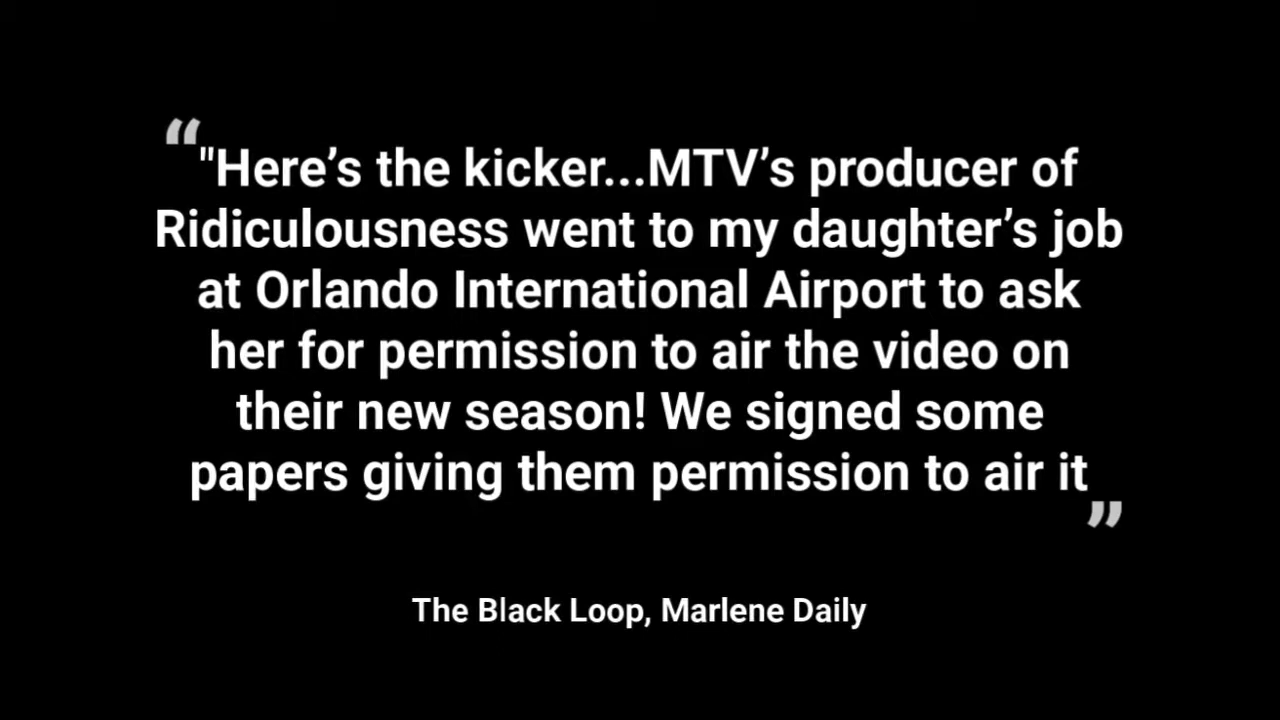 “
"Here’s the kicker...MTV’s producer of
Ridiculousness went to my daughter’s job
at Orlando International Airport to ask
her for permission to air the video on
their new season! We signed some
papers giving them permission to air it
”
The Black Loop, Marlene Daily